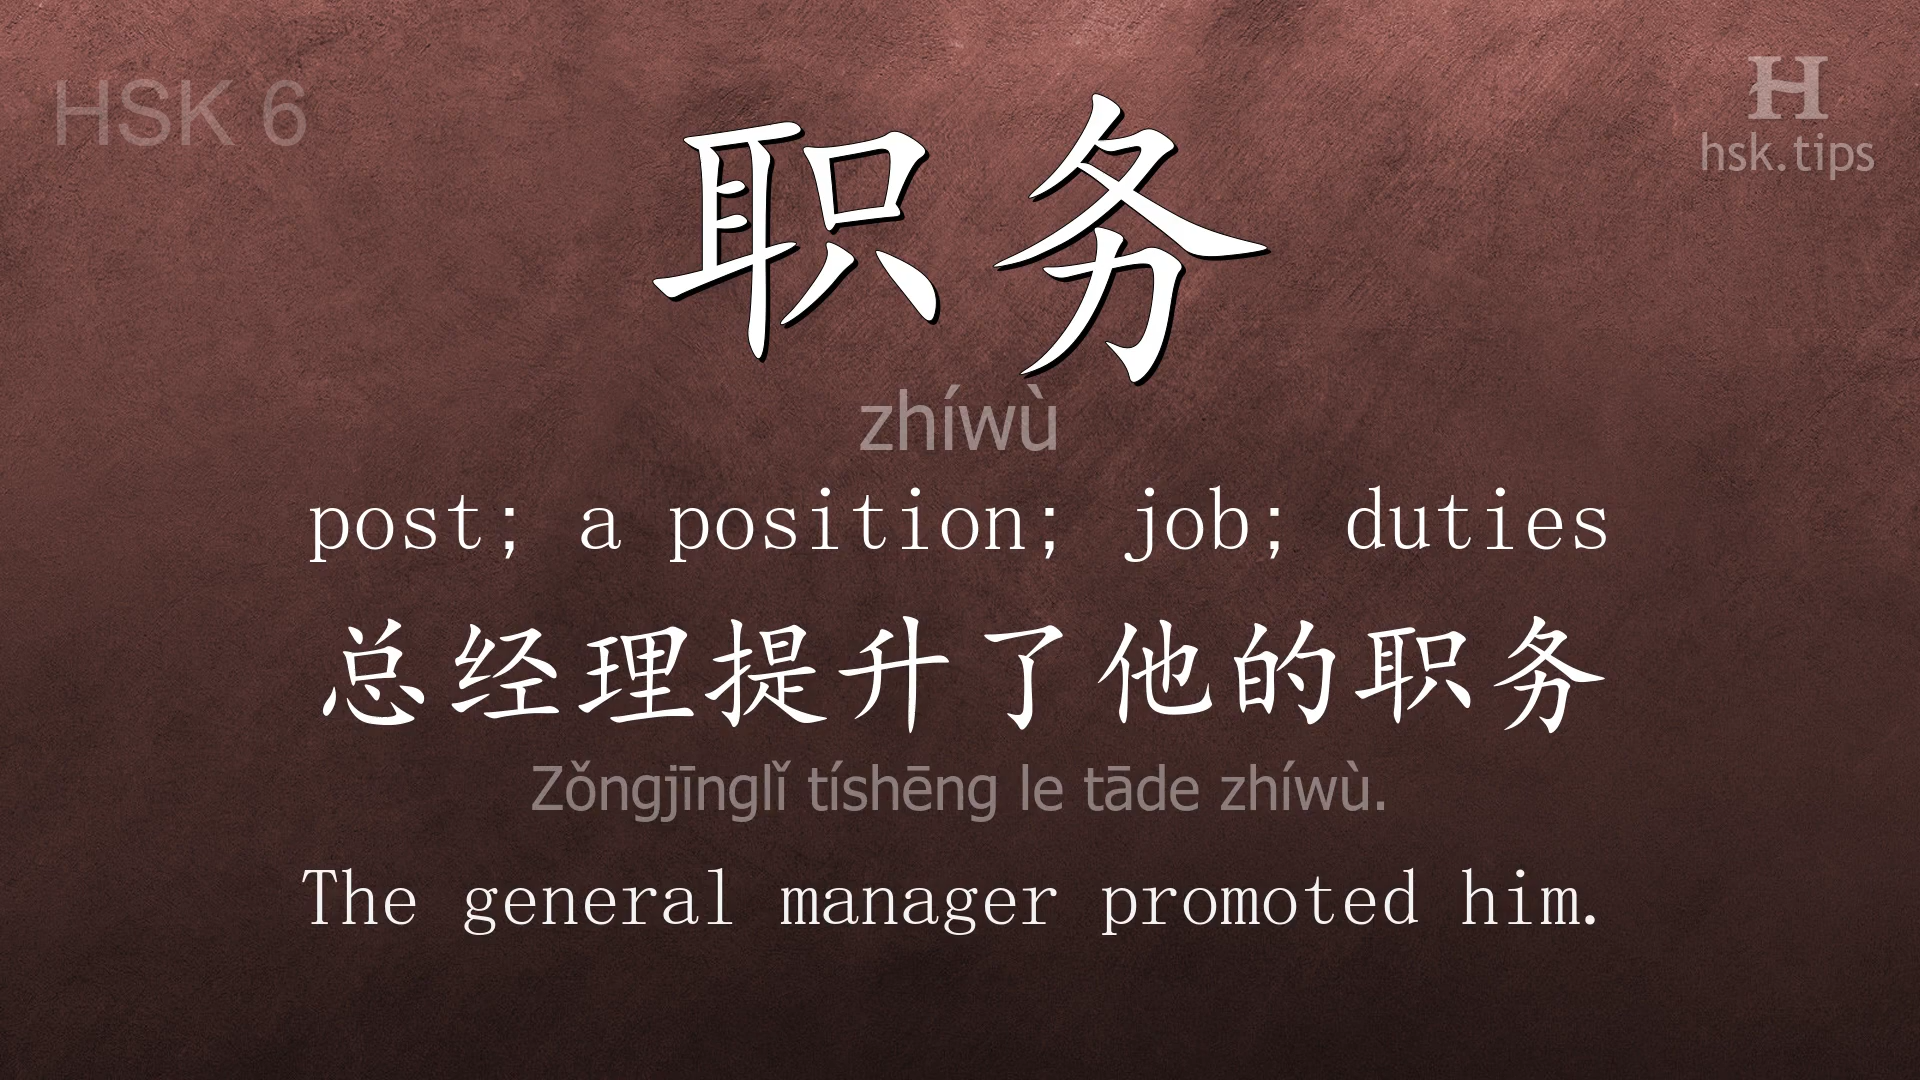 HSK 6
H
hsk.tips
职务
zhíwù
post; a position; job; duties
总经理提升了他的职务
Zǒngjīnglǐ tíshēng le tāde zhíwù.
The general manager promoted him.